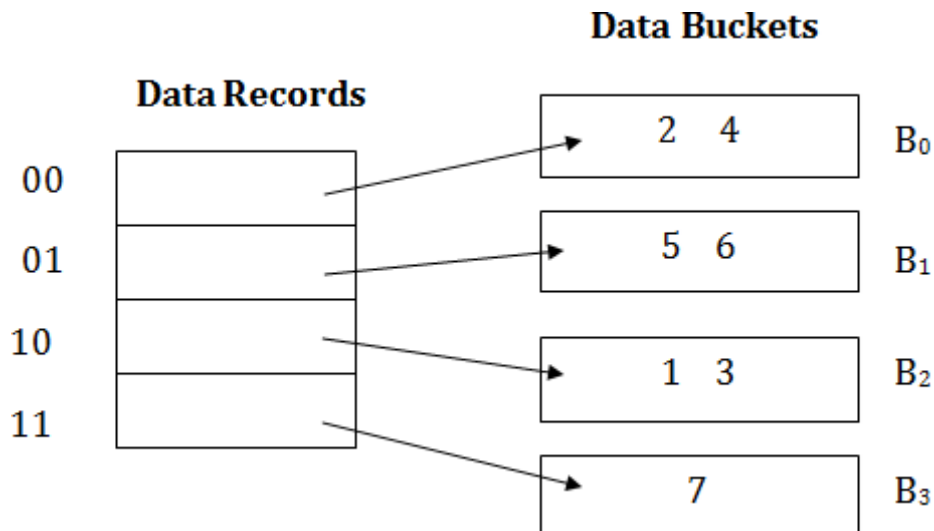 Data Buckets
Data Records
00
01
10
11
2 4 B₀
5 6 B₁
1 3 B₂
7 B₃